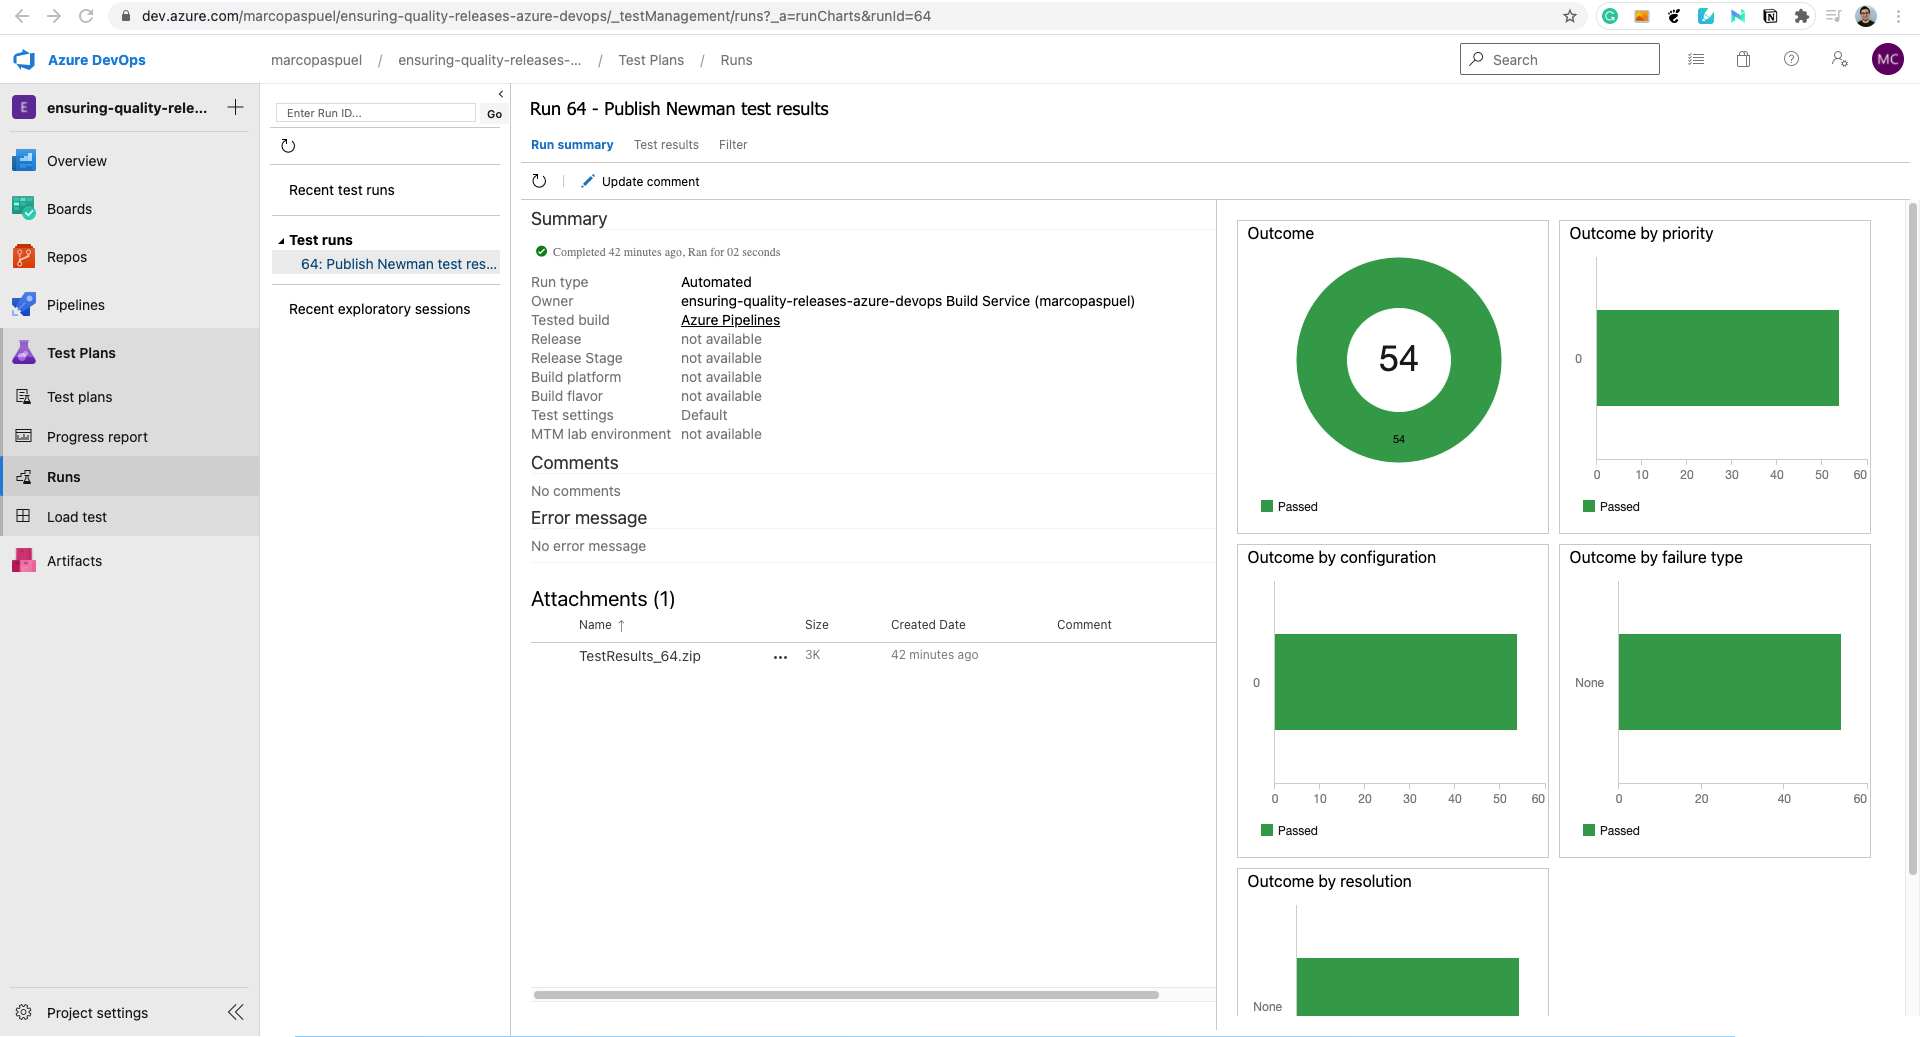 dev.azure.com/marcopaspuel/ensuring-quality-releases-azure-devops/_testManagement/runs?_a=runCharts&runId=64
Azure DevOps
marcopaspuel / ensuring-quality-releases-... / Test Plans / Runs
Search
MC
E
ensuring-quality-rele...
Overview
Boards
Repos
Pipelines
Test Plans
Test plans
Progress report
Runs
Load test
Artifacts
Project settings
Enter Run ID...
Go
Recent test runs
Test runs
64: Publish Newman test res...
Recent exploratory sessions
Run 64 - Publish Newman test results
Run summary Test results Filter
Update comment
Summary
Completed 42 minutes ago, Ran for 02 seconds
Run type Automated
Owner ensuring-quality-releases-azure-devops Build Service (marcopaspuel)
Tested build Azure Pipelines
Release not available
Release Stage not available
Build platform not available
Build flavor not available
Test settings Default
MTM lab environment not available
Comments
No comments
Error message
No error message
Attachments (1)
Name ↑ Size Created Date Comment
TestResults_64.zip ... 3K 42 minutes ago
Outcome
54
54
Passed
Outcome by priority
0
0 10 20 30 40 50 60
Passed
Outcome by configuration
0
0 10 20 30 40 50 60
Passed
Outcome by failure type
None
0 20 40 60
Passed
Outcome by resolution
None